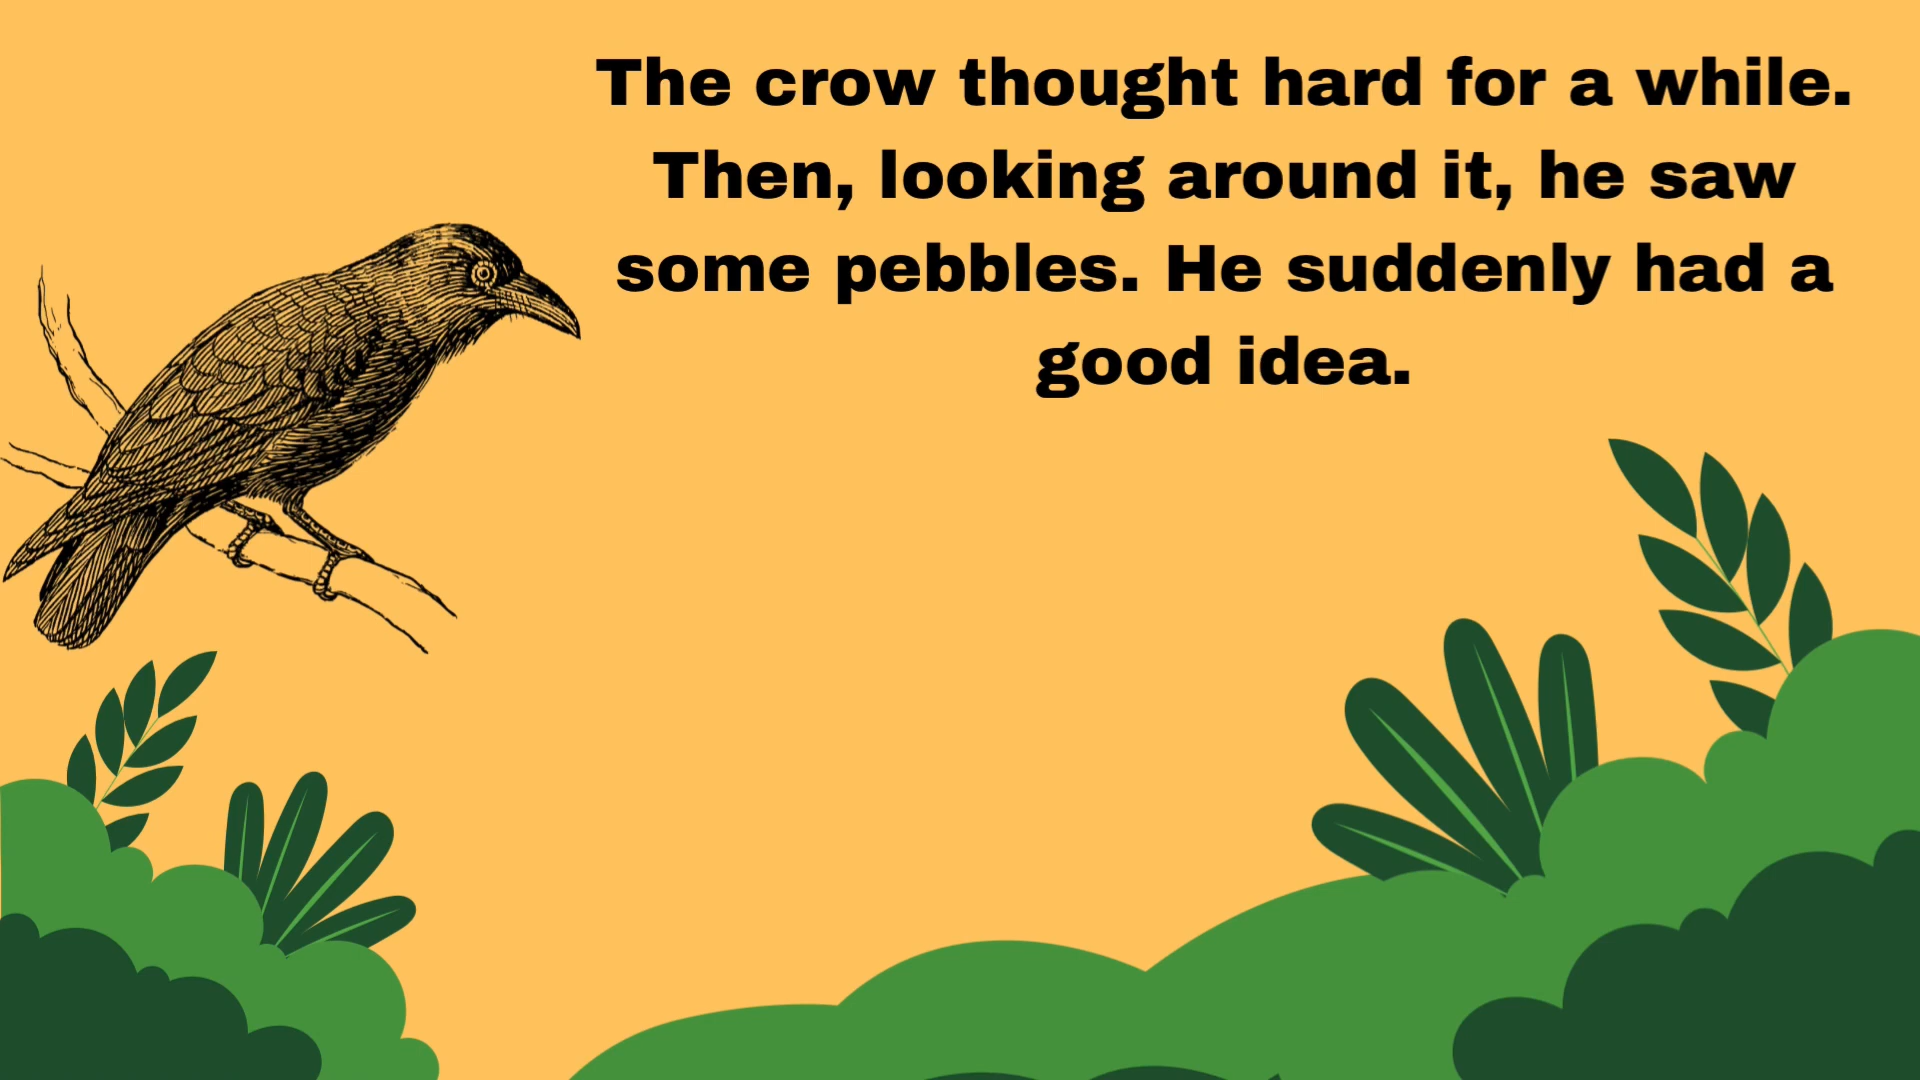 The crow thought hard for a while.
Then, looking around it, he saw
some pebbles. He suddenly had a
good idea.